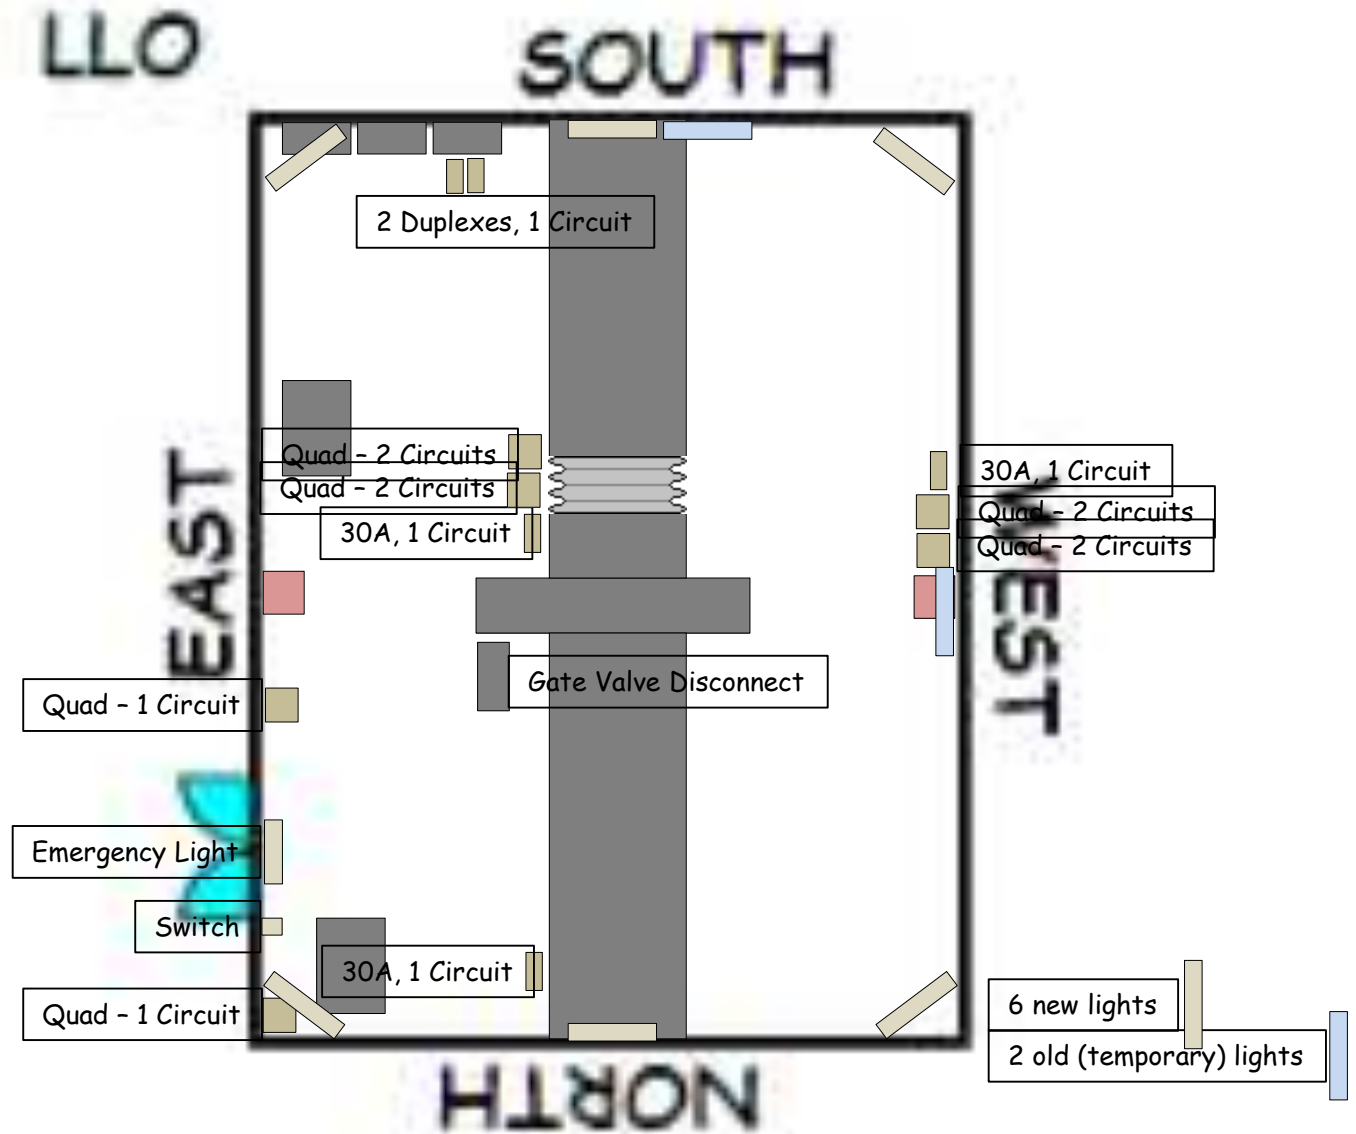 LLO
SOUTH
2 Duplexes, 1 Circuit
EAST
Quad – 2 Circuits
Quad – 2 Circuits
30A, 1 Circuit
30A, 1 Circuit
Quad – 2 Circuits
Quad – 2 Circuits
WEST
Gate Valve Disconnect
Quad – 1 Circuit
Emergency Light
Switch
30A, 1 Circuit
Quad – 1 Circuit
6 new lights
2 old (temporary) lights
NORTH